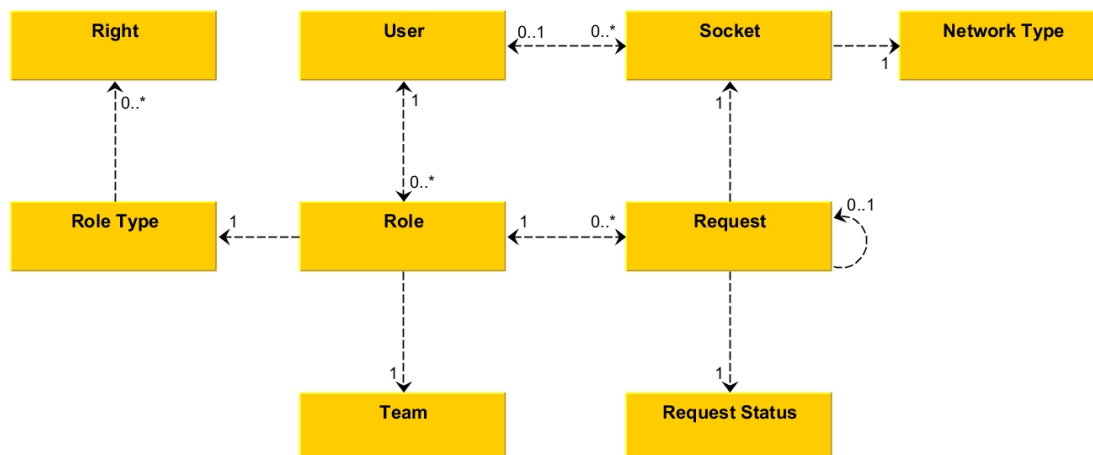 Right
User
Socket
Network Type
0..1
0..*
1
0..*
1
1
0..*
0..1
Role Type
1
Role
1
0..*
Request
1
1
Team
Request Status